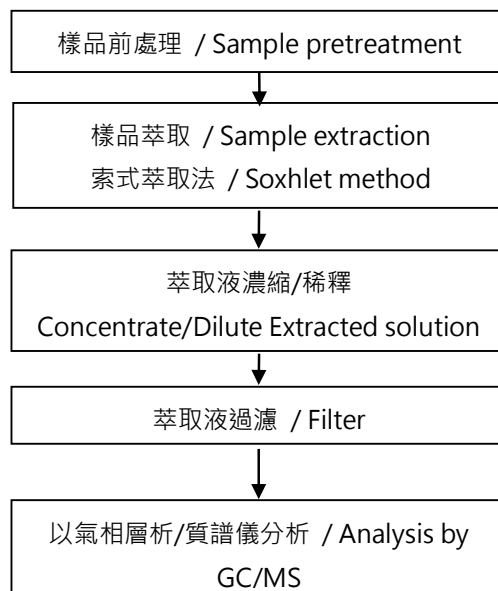 樣品前處理 / Sample pretreatment
樣品萃取 / Sample extraction
索式萃取法 / Soxhlet method
萃取液濃縮/稀釋
Concentrate/Dilute Extracted solution
萃取液過濾 / Filter
以氣相層析/質譜儀分析 / Analysis by
GC/MS